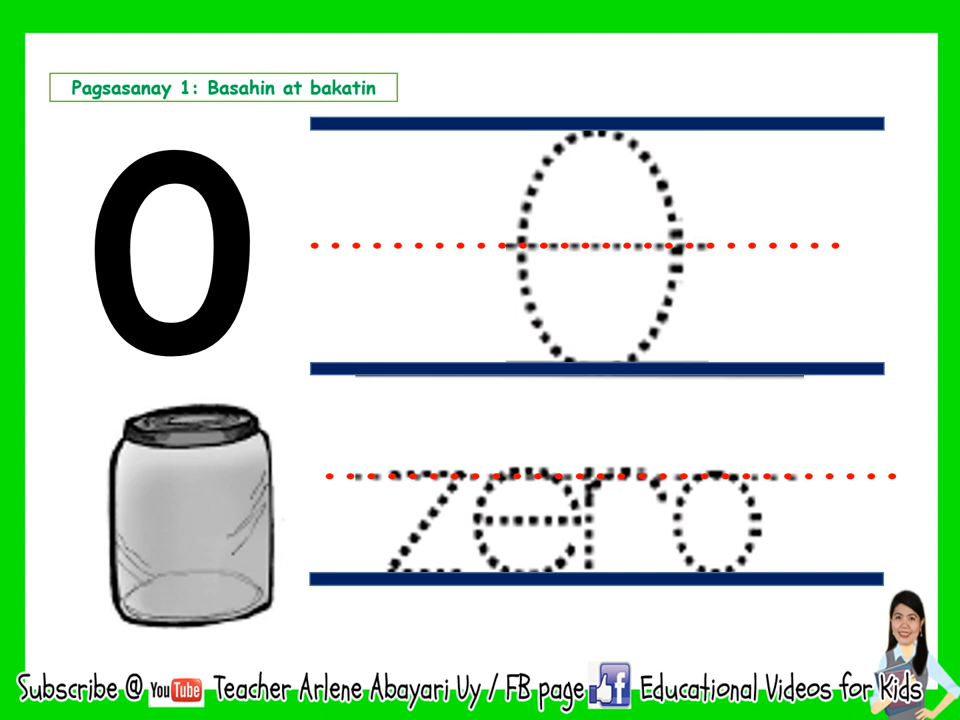 Pagsasanay 1: Basahin at bakatin
0
0
zero
Subscribe @ YouTube Teacher Arlene Abayari Uy / FB page Educational Videos for Kids